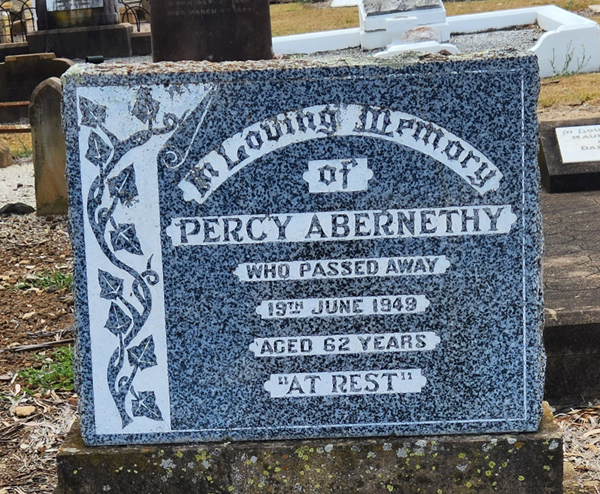 In Loving Memory
of
PERCY ABERNETHY
WHO PASSED AWAY
19TH JUNE 1949
AGED 62 YEARS
"AT REST"